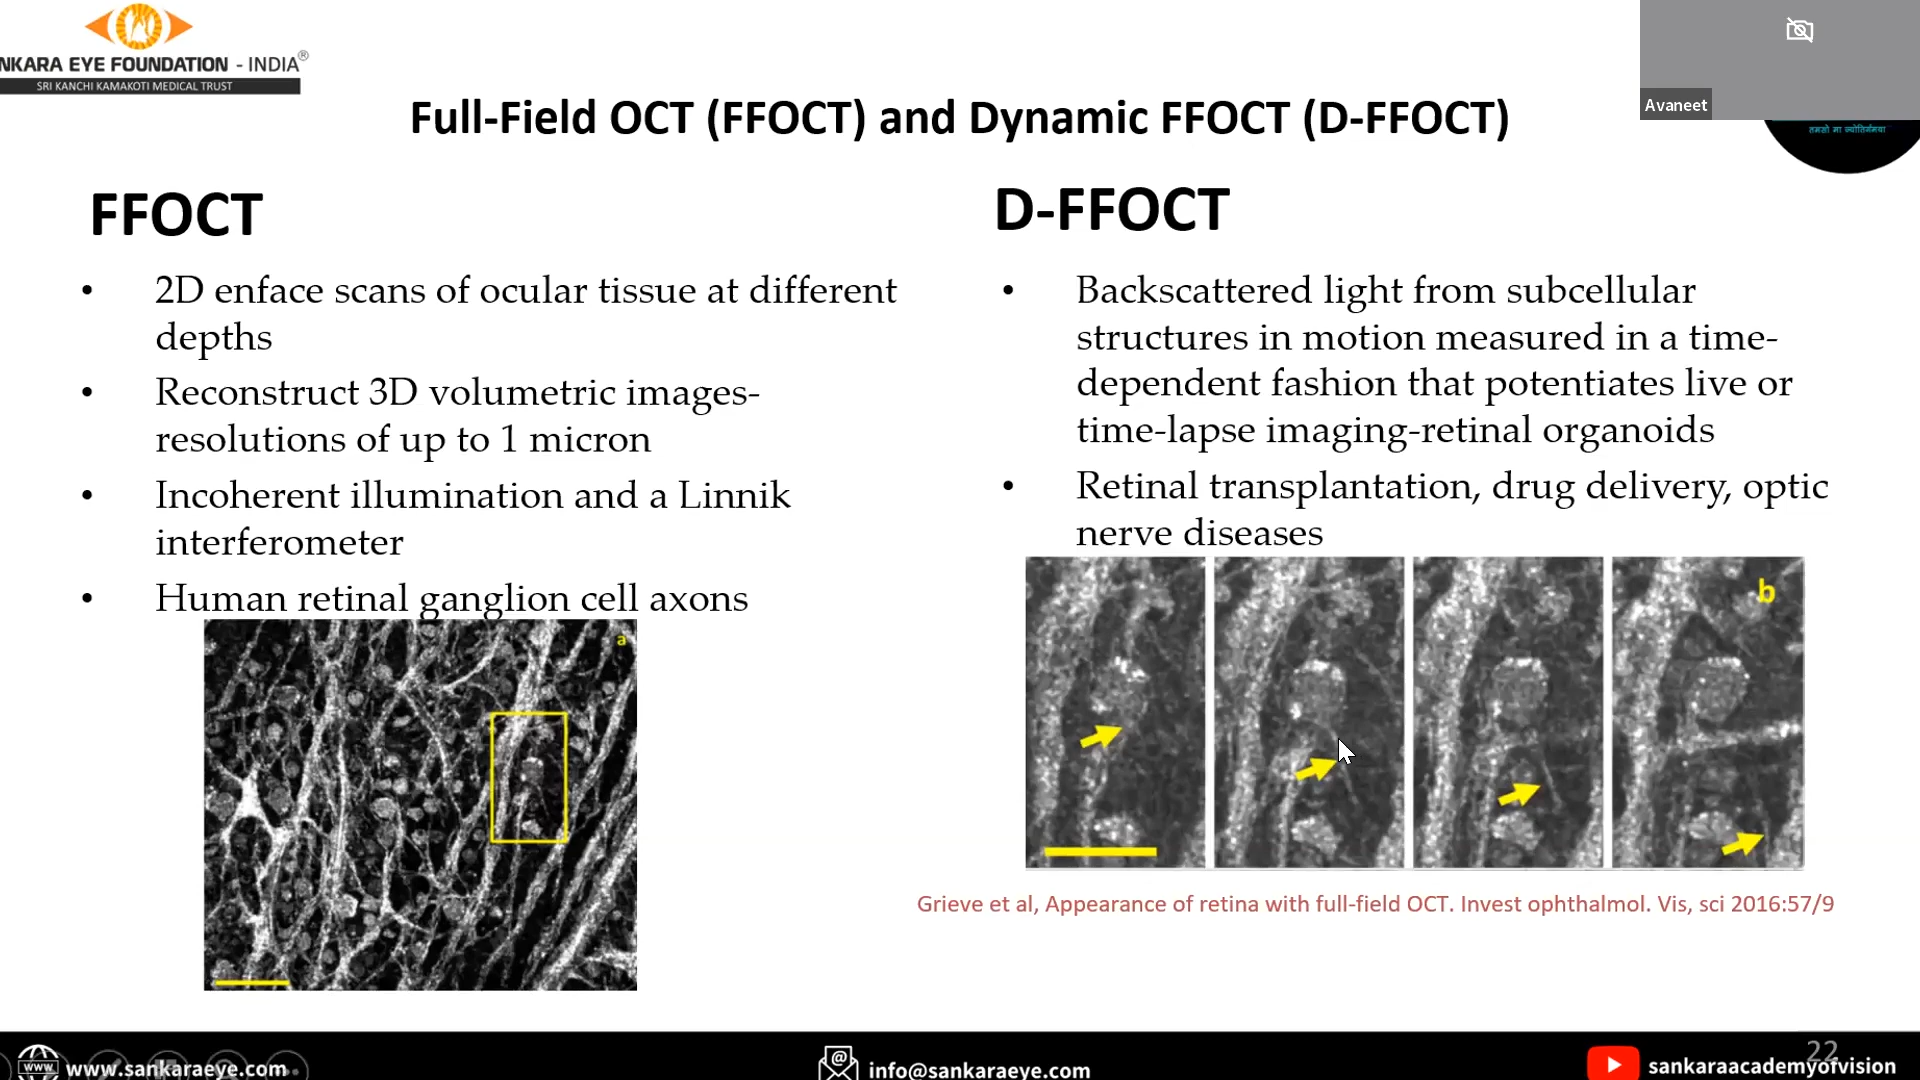 NKARA EYE FOUNDATION - INDIA®
SRI KANCHI KAMAKOTI MEDICAL TRUST
Avaneet
तमसो मा ज्योतिर्गमया
Full-Field OCT (FFOCT) and Dynamic FFOCT (D-FFOCT)
FFOCT
• 2D enface scans of ocular tissue at different
depths
• Reconstruct 3D volumetric images-
resolutions of up to 1 micron
• Incoherent illumination and a Linnik
interferometer
• Human retinal ganglion cell axons
a
D-FFOCT
• Backscattered light from subcellular
structures in motion measured in a time-
dependent fashion that potentiates live or
time-lapse imaging-retinal organoids
• Retinal transplantation, drug delivery, optic
nerve diseases
b
Grieve et al, Appearance of retina with full-field OCT. Invest ophthalmol. Vis, sci 2016:57/9
22
www
www.sankaraeye.com
@
info@sankaraeye.com
sankaraacademyofvision